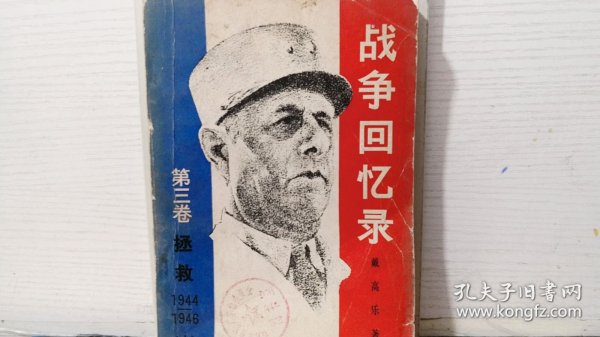 战争回忆录
第三卷
拯救
1944
1946
戴高乐著
孔夫子旧书网
www.kongfz.com